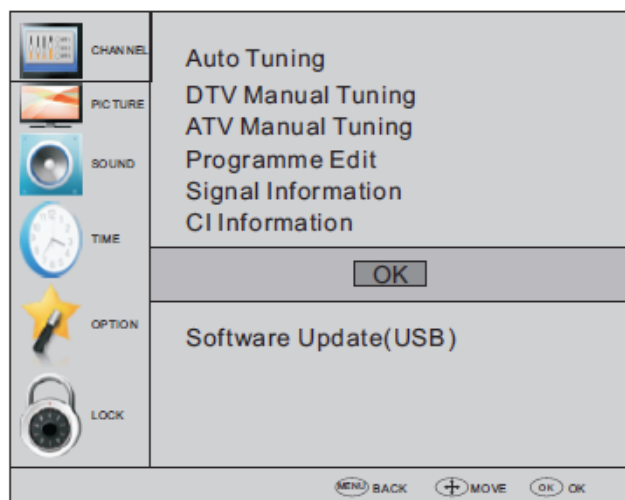 CHANNEL
PICTURE
SOUND
TIME
OPTION
LOCK
Auto Tuning
DTV Manual Tuning
ATV Manual Tuning
Programme Edit
Signal Information
CI Information
OK
Software Update(USB)
MENU BACK MOVE OK OK